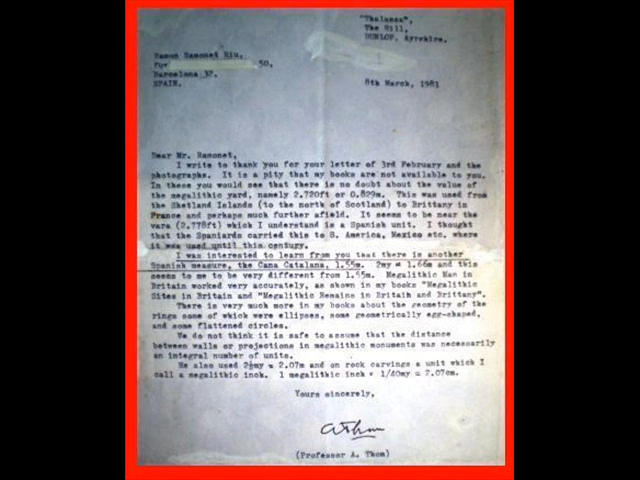 "Thalassa",
The Hill,
DUNLOP, Ayrshire.
Ramon Ramonet Riu,
50,
Barcelona 32.
SPAIN.
8th March, 1981
Dear Mr. Ramonet,
I write to thank you for your letter of 3rd February and the
photographs. It is a pity that my books are not available to you.
In these you would see that there is no doubt about the value of
the megalithic yard, namely 2.720ft or 0.829m. This was used from
the Shetland Islands (to the north of Scotland) to Brittany in
France and perhaps much further afield. It seems to be near the
vara (2.778ft) which I understand is a Spanish unit. I thought
that the Spaniards carried this to S. America, Mexico etc. where
it was used until this century.
I was interested to learn from you that there is another
Spanish measure, the Cana Catalana, 1.55m. 2my = 1.66m and this
seems to me to be very different from 1.55m. Megalithic Man in
Britain worked very accurately, as shown in my books "Megalithic
Sites in Britain and "Megalithic Remains in Britain and Brittany".
There is very much more in my books about the geometry of the
rings some of which were ellipses, some geometrically egg-shaped,
and some flattened circles.
We do not think it is safe to assume that the distance
between walls or projections in megalithic monuments was necessarily
an integral number of units.
He also used 2½my = 2.07m and on rock carvings a unit which I
call a megalithic inch. 1 megalithic inch = 1/40my = 2.07cm.
Yours sincerely,
A Thom
(Professor A. Thom)